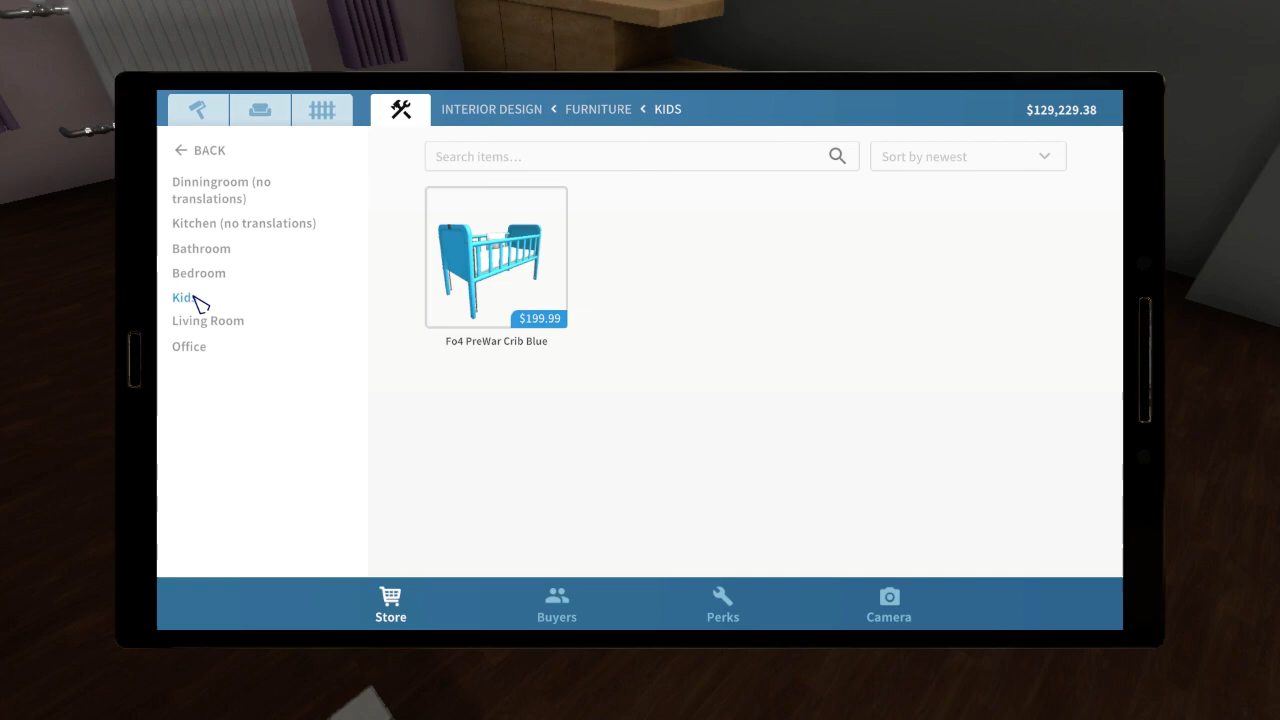 INTERIOR DESIGN < FURNITURE < KIDS
$129,229.38
BACK
Dinningroom (no
translations)
Kitchen (no translations)
Bathroom
Bedroom
Kids
Living Room
Office
Search items...
Sort by newest
$199.99
Fo4 PreWar Crib Blue
Store
Buyers
Perks
Camera